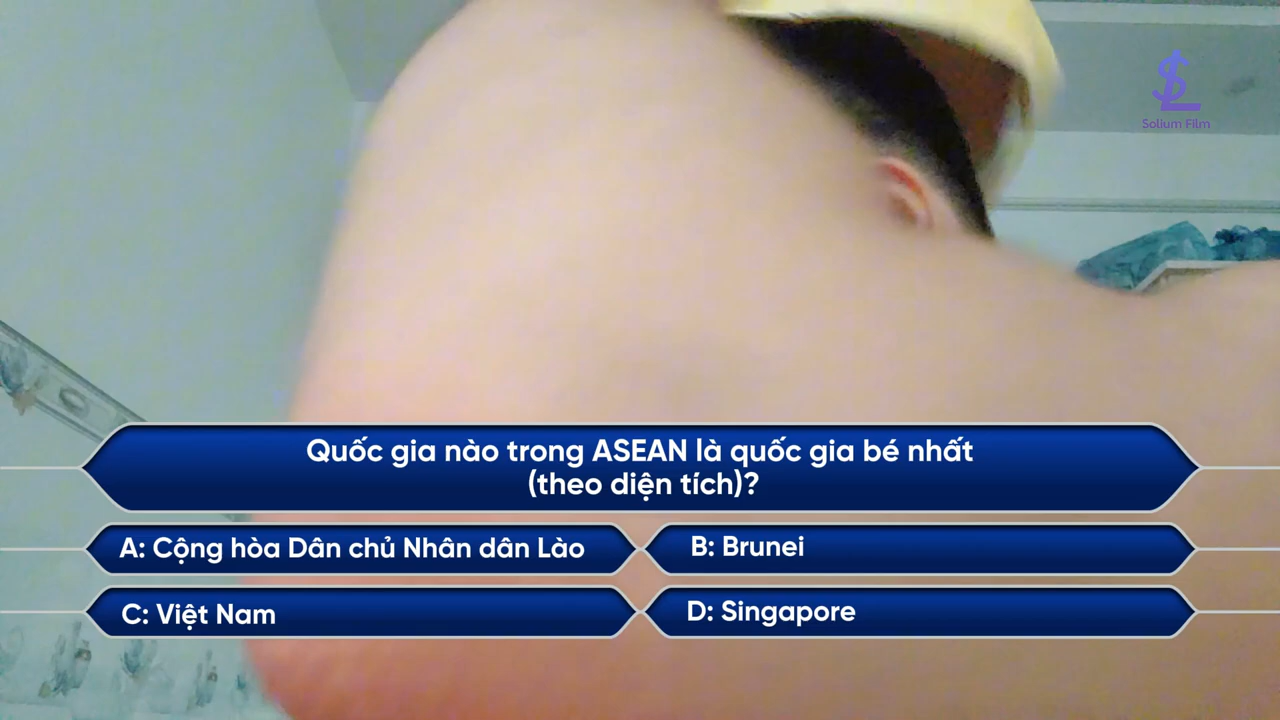 Solium Film
Quốc gia nào trong ASEAN là quốc gia bé nhất
(theo diện tích)?
A: Cộng hòa Dân chủ Nhân dân Lào
B: Brunei
C: Việt Nam
D: Singapore